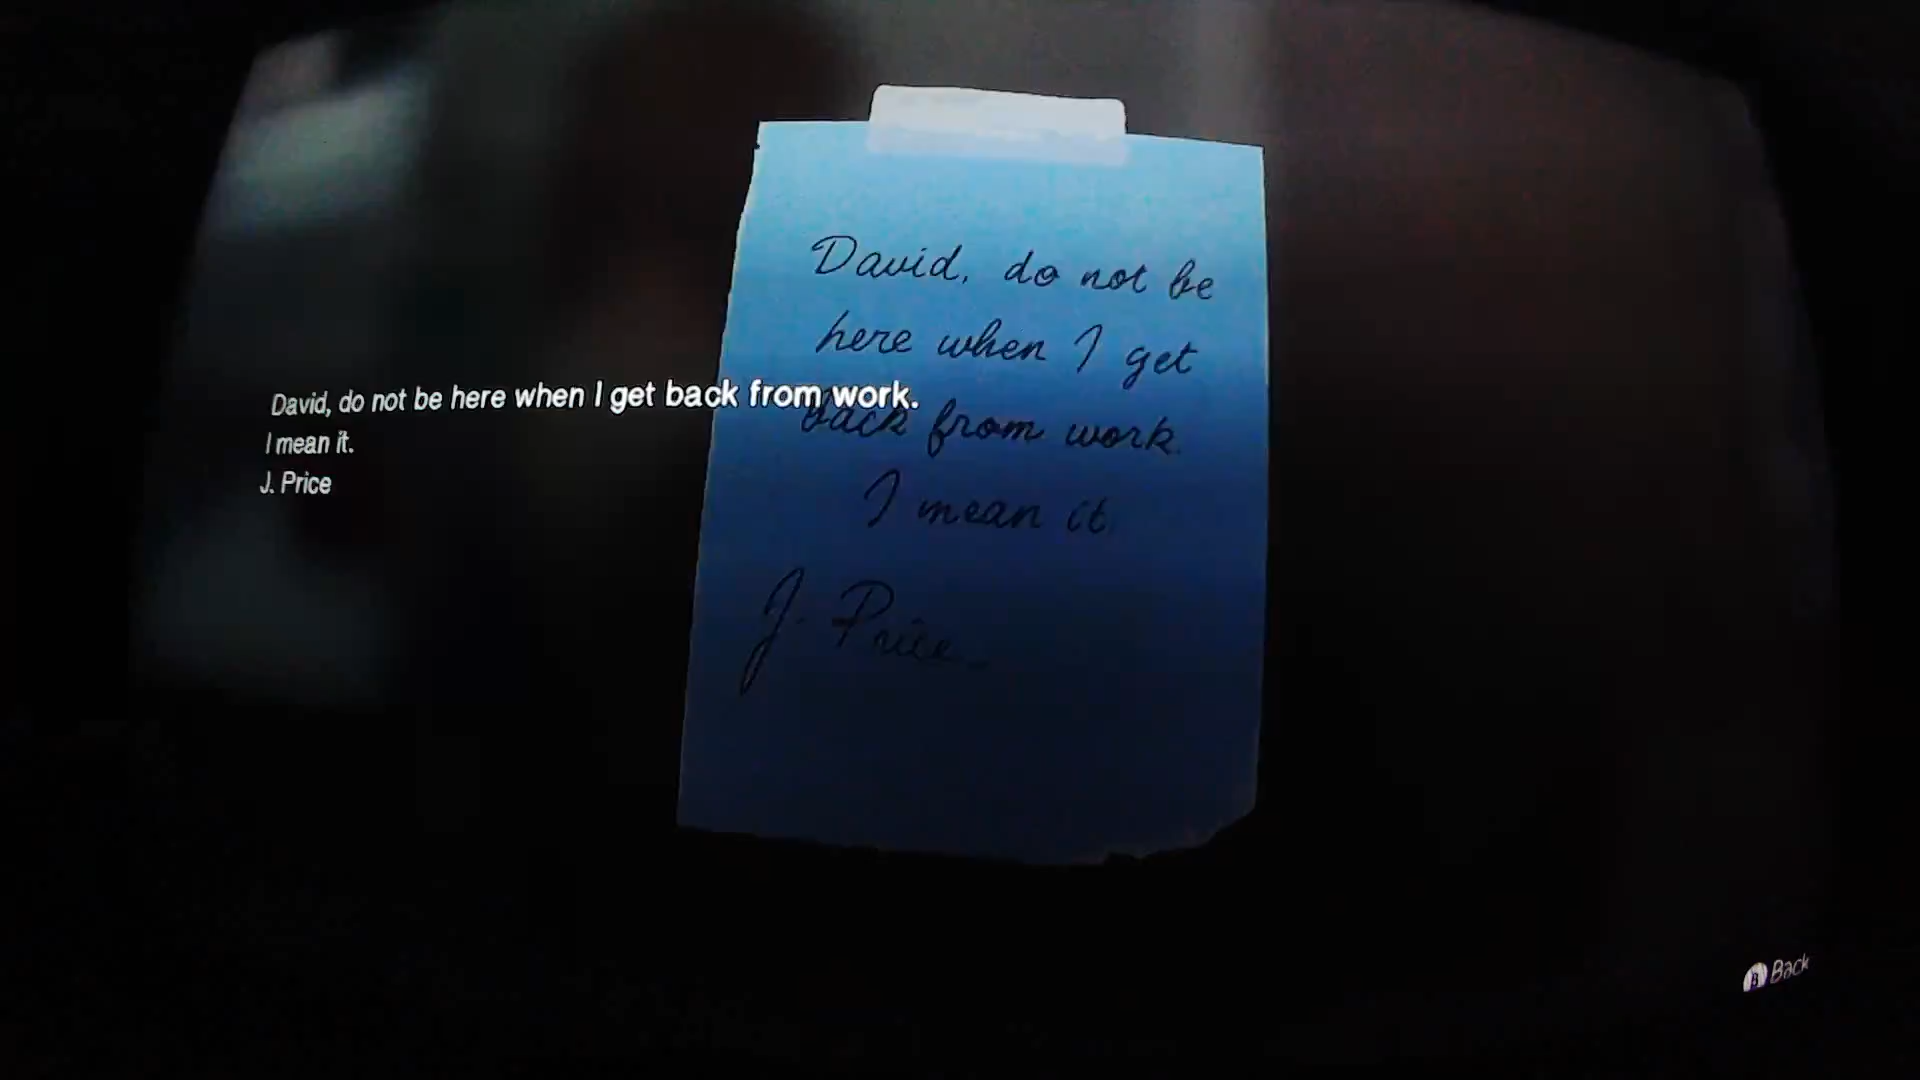 David, do not be
here when I get
back from work.
I mean it.
J. Price
David, do not be here when I get back from work.
I mean it.
J. Price
B Back